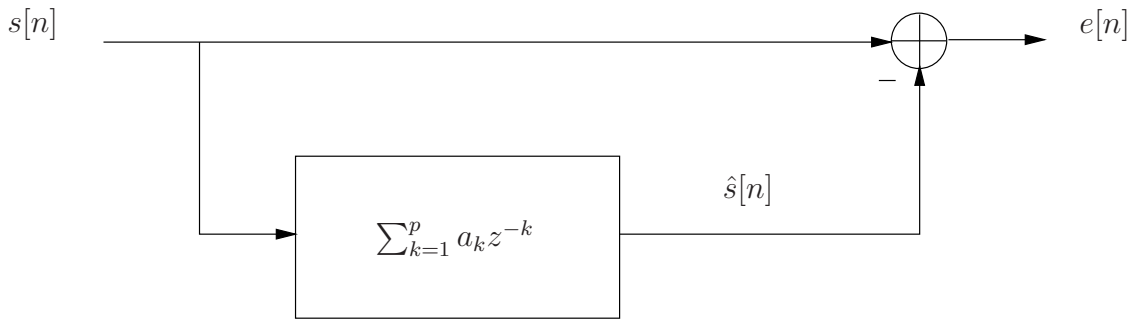 s[n]
e[n]
−
ŝ[n]
∑_{k=1}^{p} a_k z^{-k}